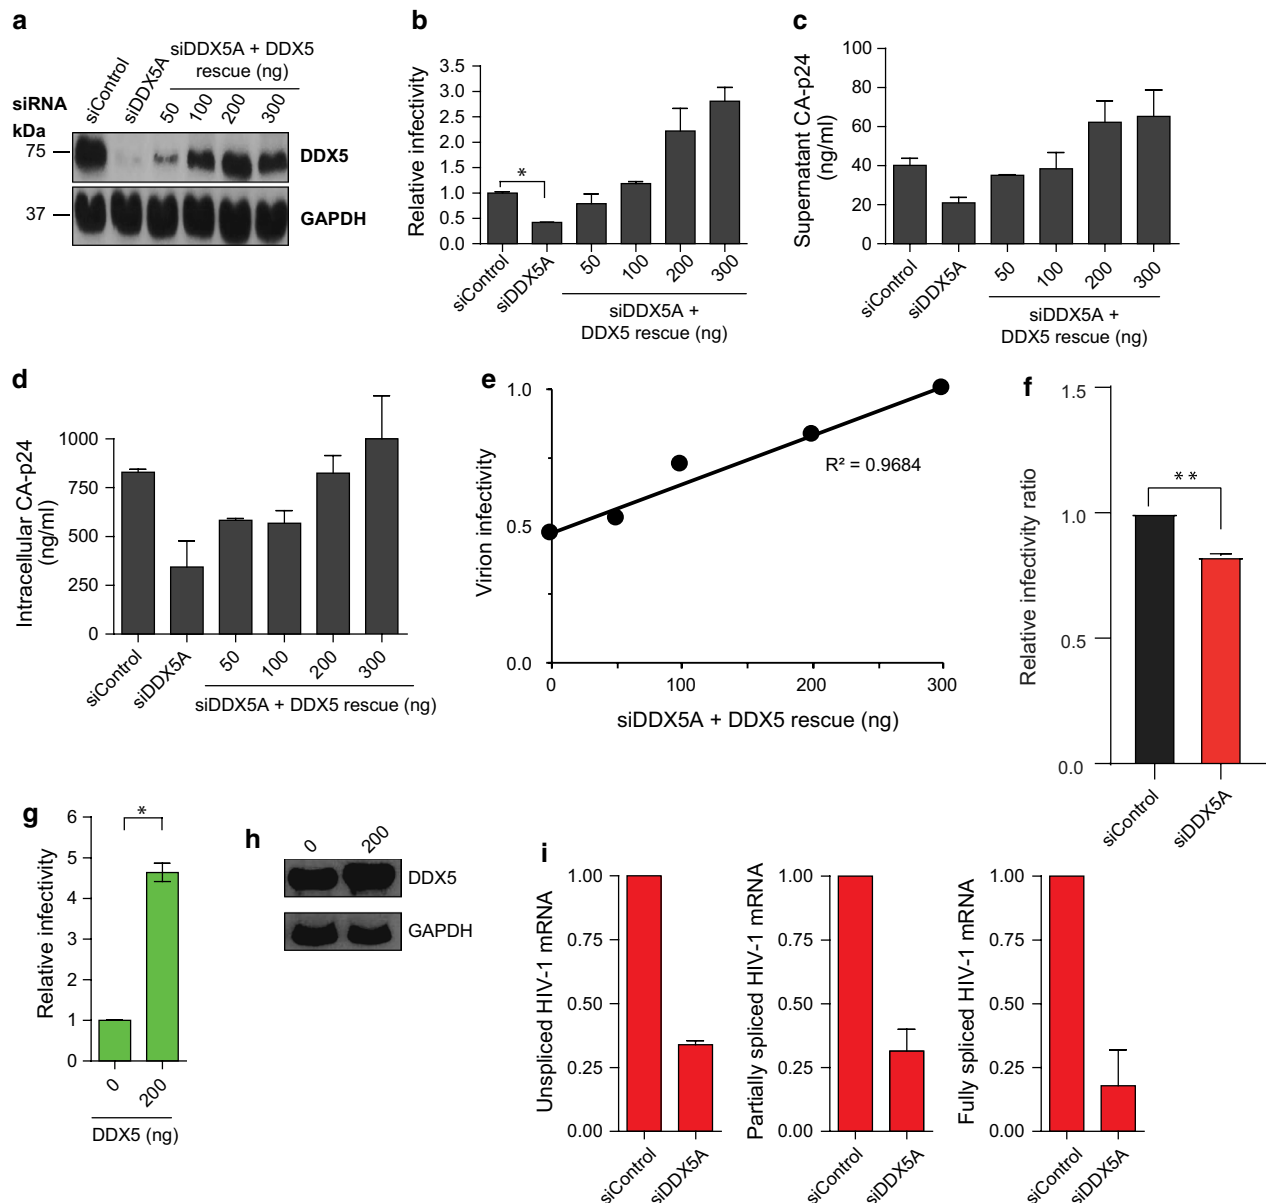 a
siDDX5A + DDX5
rescue (ng)
siRNA
siControl
siDDX5A
50
100
200
300
kDa
75
DDX5
37
GAPDH
b
Relative infectivity
3.5
3.0
2.5
2.0
1.5
1.0
0.5
0.0
*
siControl
siDDX5A
50
100
200
300
siDDX5A +
DDX5 rescue (ng)
c
Supernatant CA-p24
(ng/ml)
100
80
60
40
20
0
siControl
siDDX5A
50
100
200
300
siDDX5A +
DDX5 rescue (ng)
d
Intracellular CA-p24
(ng/ml)
1000
750
500
250
0
siControl
siDDX5A
50
100
200
300
siDDX5A + DDX5 rescue (ng)
e
Virion infectivity
1.0
0.5
0.0
R² = 0.9684
0
100
200
300
siDDX5A + DDX5 rescue (ng)
f
Relative infectivity ratio
1.5
1.0
0.5
0.0
**
siControl
siDDX5A
g
Relative infectivity
6
5
4
3
2
1
0
*
0
200
DDX5 (ng)
h
0
200
DDX5
GAPDH
i
Unspliced HIV-1 mRNA
1.00
0.75
0.50
0.25
0.00
siControl
siDDX5A
Partially spliced HIV-1 mRNA
1.00
0.75
0.50
0.25
0.00
siControl
siDDX5A
Fully spliced HIV-1 mRNA
1.00
0.75
0.50
0.25
0.00
siControl
siDDX5A